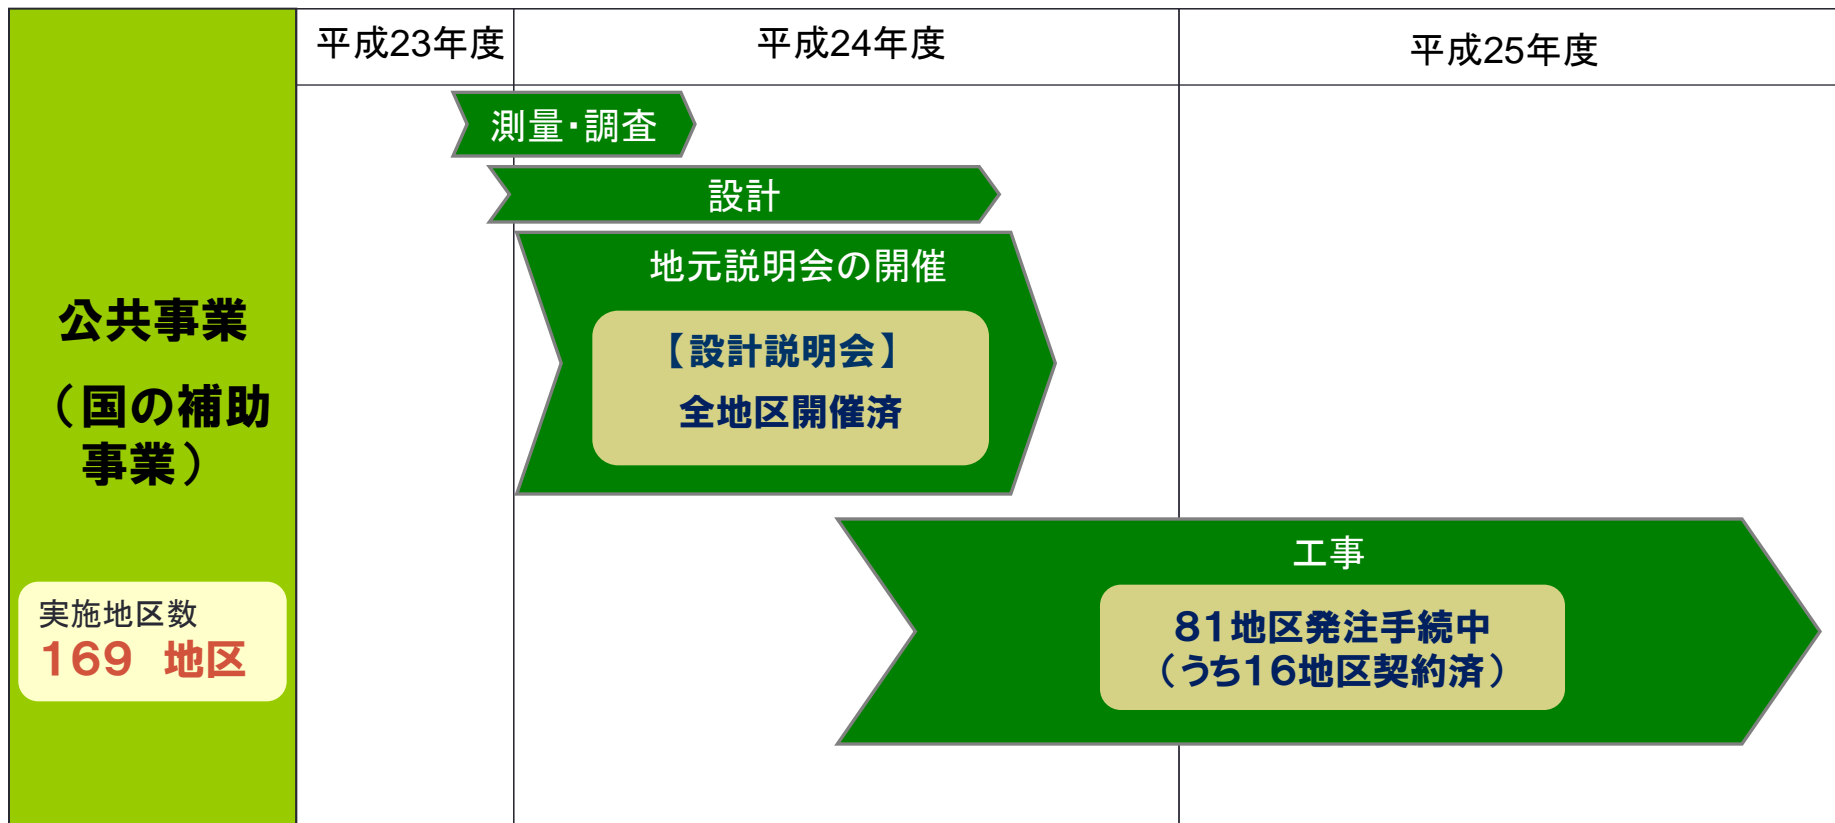 平成23年度
平成24年度
平成25年度
公共事業
（国の補助
事業）
実施地区数
169　地区
測量・調査
設計
地元説明会の開催
【設計説明会】
全地区開催済
工事
81地区発注手続中
（うち16地区契約済）